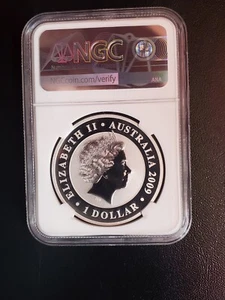 NGC
NGCcoin.com/verify
ELIZABETH II • AUSTRALIA 2009 •
1 DOLLAR •